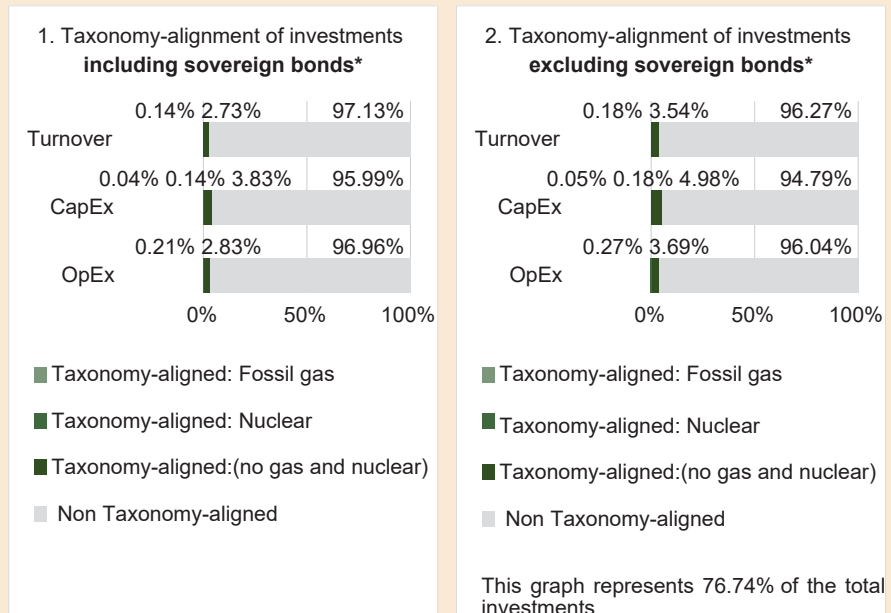 1. Taxonomy-alignment of investments
including sovereign bonds*
0.14% 2.73% 97.13%
Turnover
0.04% 0.14% 3.83% 95.99%
CapEx
0.21% 2.83% 96.96%
OpEx
0% 50% 100%
Taxonomy-aligned: Fossil gas
Taxonomy-aligned: Nuclear
Taxonomy-aligned:(no gas and nuclear)
Non Taxonomy-aligned
2. Taxonomy-alignment of investments
excluding sovereign bonds*
0.18% 3.54% 96.27%
Turnover
0.05% 0.18% 4.98% 94.79%
CapEx
0.27% 3.69% 96.04%
OpEx
0% 50% 100%
Taxonomy-aligned: Fossil gas
Taxonomy-aligned: Nuclear
Taxonomy-aligned:(no gas and nuclear)
Non Taxonomy-aligned
This graph represents 76.74% of the total
investments